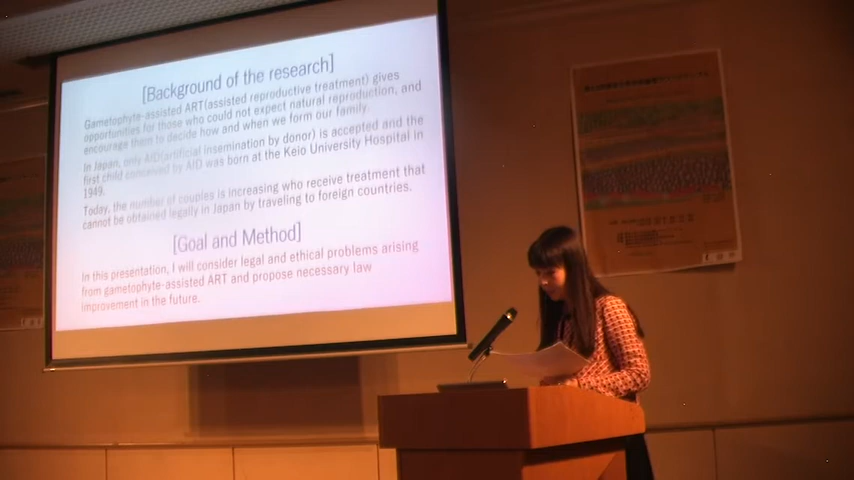 [Background of the research]
Gametophyte-assisted ART(assisted reproductive treatment) gives
opportunities for those who could not expect natural reproduction, and
encourage them to decide how and when we form our family.
In Japan, only AID(artificial insemination by donor) is accepted and the
first child conceived by AID was born at the Keio University Hospital in
1949.
Today, the number of couples is increasing who receive treatment that
cannot be obtained legally in Japan by traveling to foreign countries.
[Goal and Method]
In this presentation, I will consider legal and ethical problems arising
from gametophyte-assisted ART and propose necessary law
improvement in the future.